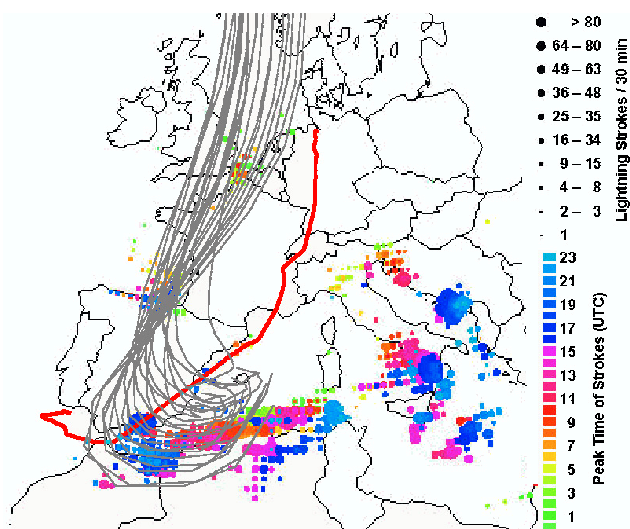 > 80
64 – 80
49 – 63
36 – 48
25 – 35
16 – 34
9 – 15
4 – 8
2 – 3
1
Lightning Strokes / 30 min
23
21
19
17
15
13
11
9
7
5
3
1
Peak Time of Strokes (UTC)